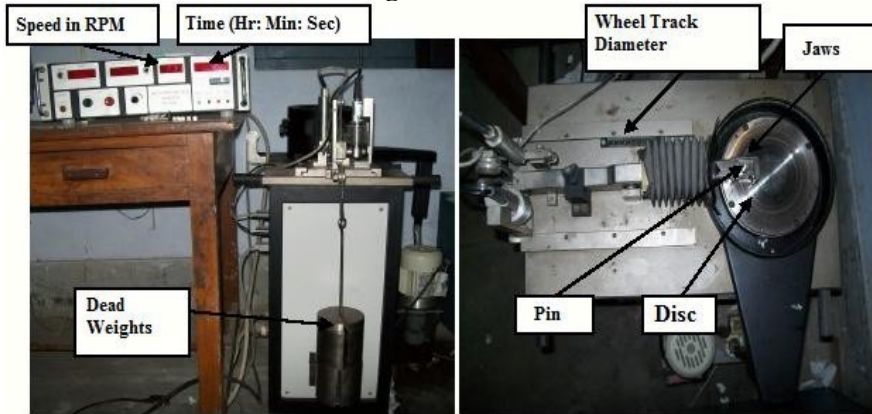 Speed in RPM
Time (Hr: Min: Sec)
Dead
Weights
Wheel Track
Diameter
Jaws
Pin
Disc